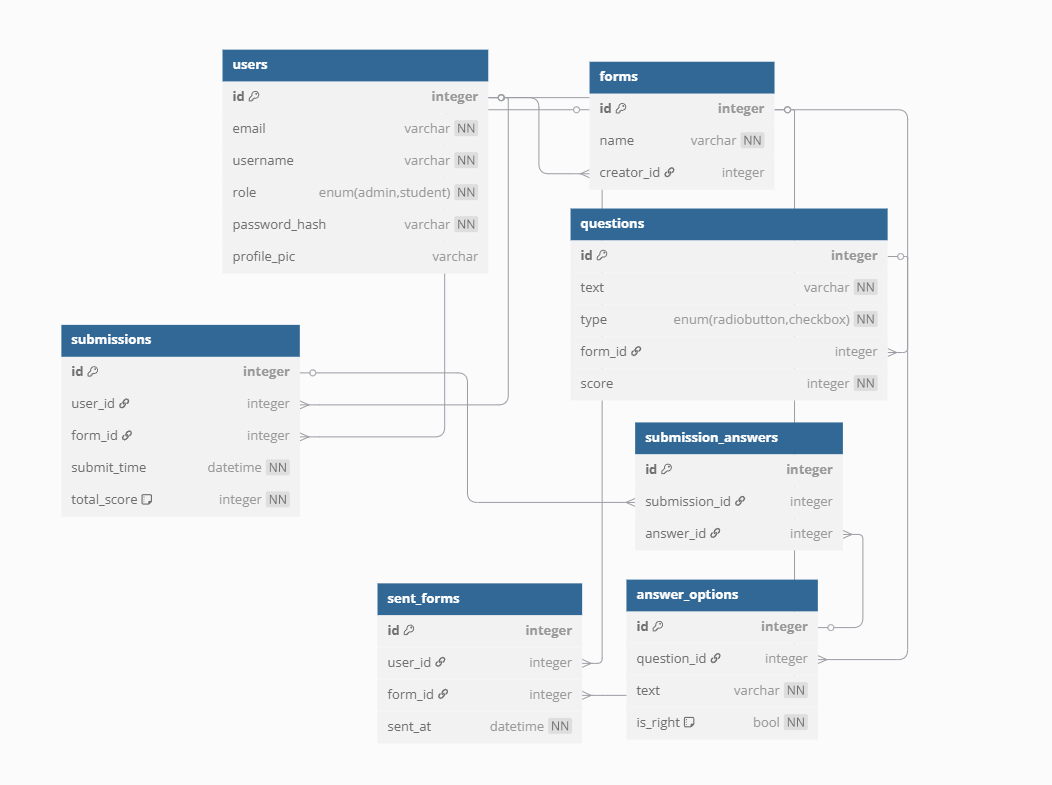 users
id integer
email varchar NN
username varchar NN
role enum(admin,student) NN
password_hash varchar NN
profile_pic varchar
forms
id integer
name varchar NN
creator_id integer
questions
id integer
text varchar NN
type enum(radiobutton,checkbox) NN
form_id integer
score integer NN
submissions
id integer
user_id integer
form_id integer
submit_time datetime NN
total_score integer NN
submission_answers
id integer
submission_id integer
answer_id integer
sent_forms
id integer
user_id integer
form_id integer
sent_at datetime NN
answer_options
id integer
question_id integer
text varchar NN
is_right bool NN